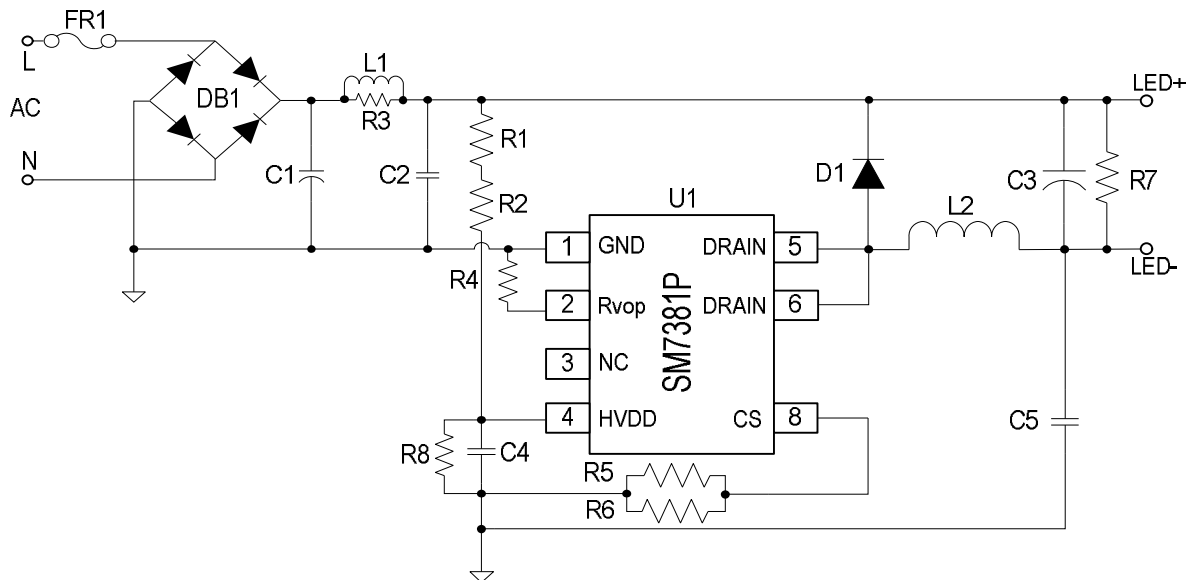 FR1
L
AC
N
DB1
L1
R3
C1
C2
R1
R2
R4
U1
SM7381P
1 GND
2 Rvop
3 NC
4 HVDD
DRAIN 5
DRAIN 6
CS 8
D1
L2
C3
R7
LED+
LED-
R8
C4
R5
R6
C5